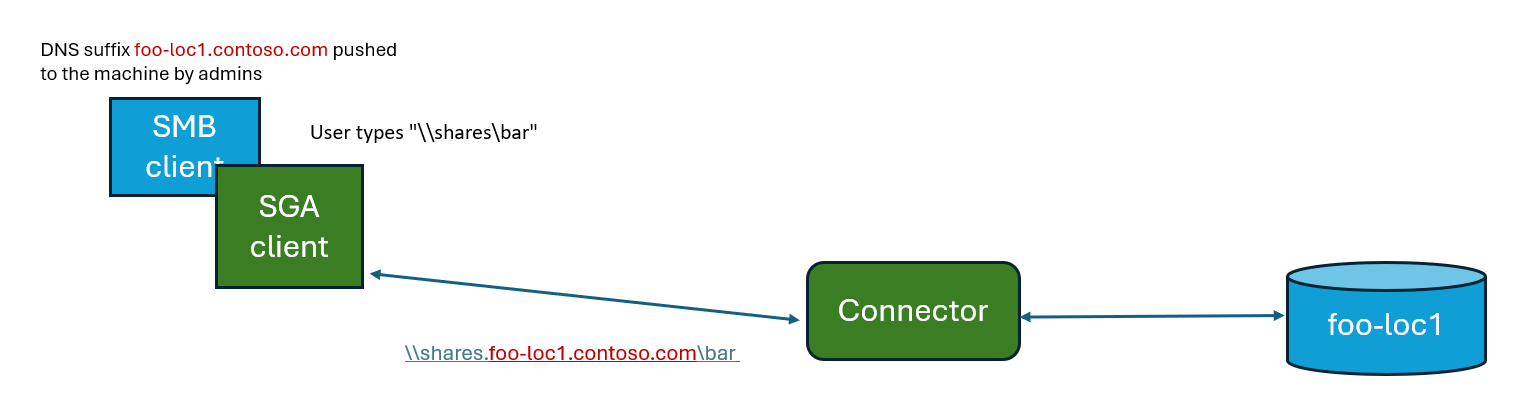 DNS suffix foo-loc1.contoso.com pushed
to the machine by admins
SMB
client
User types "\\shares\bar"
SGA
client
Connector
foo-loc1
\\shares.foo-loc1.contoso.com\bar